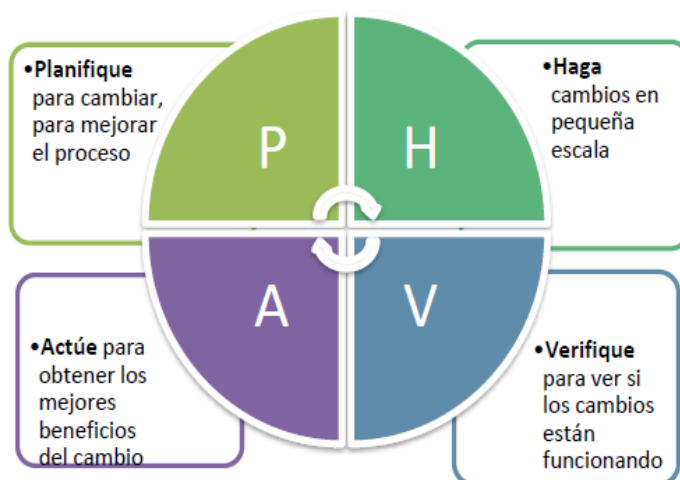 •Planifique
para cambiar,
para mejorar
el proceso
P
H
•Haga
cambios en
pequeña
escala
•Actúe para
obtener los
mejores
beneficios
del cambio
A
V
•Verifique
para ver si
los cambios
están
funcionando